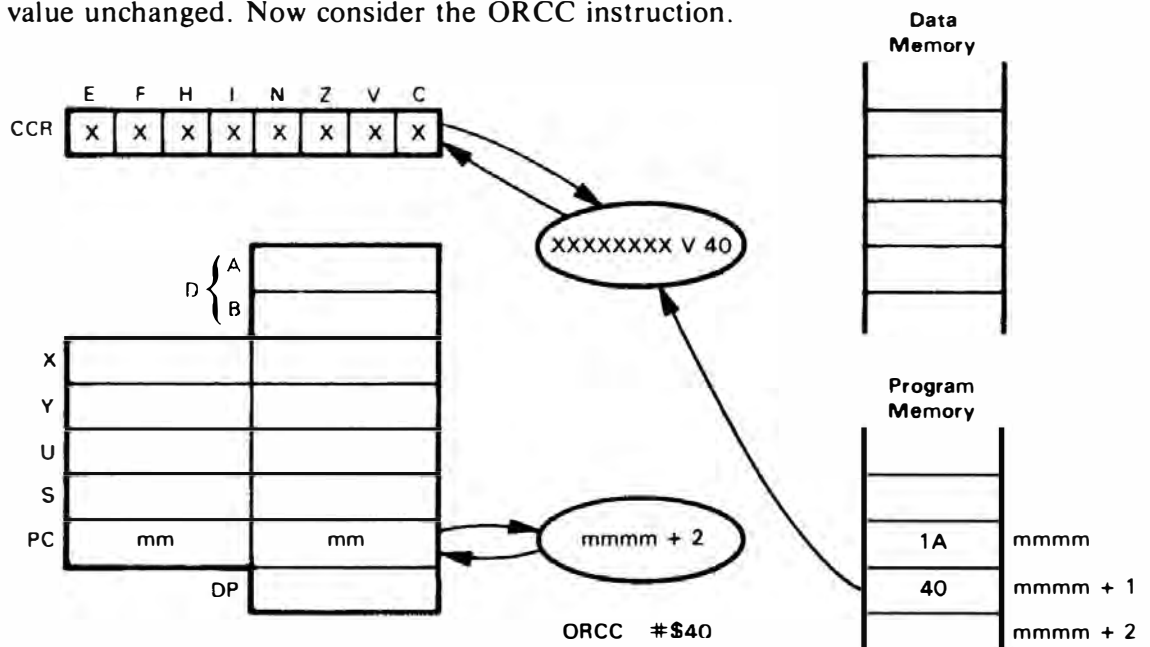 value unchanged. Now consider the ORCC instruction.
Data
Memory
E F H I N Z V C
CCR X X X X X X X X
XXXXXXXX V 40
D { A
B
X
Y
U
S
PC mm mm
mmmm + 2
DP
ORCC #$40
Program
Memory
1A mmmm
40 mmmm + 1
mmmm + 2